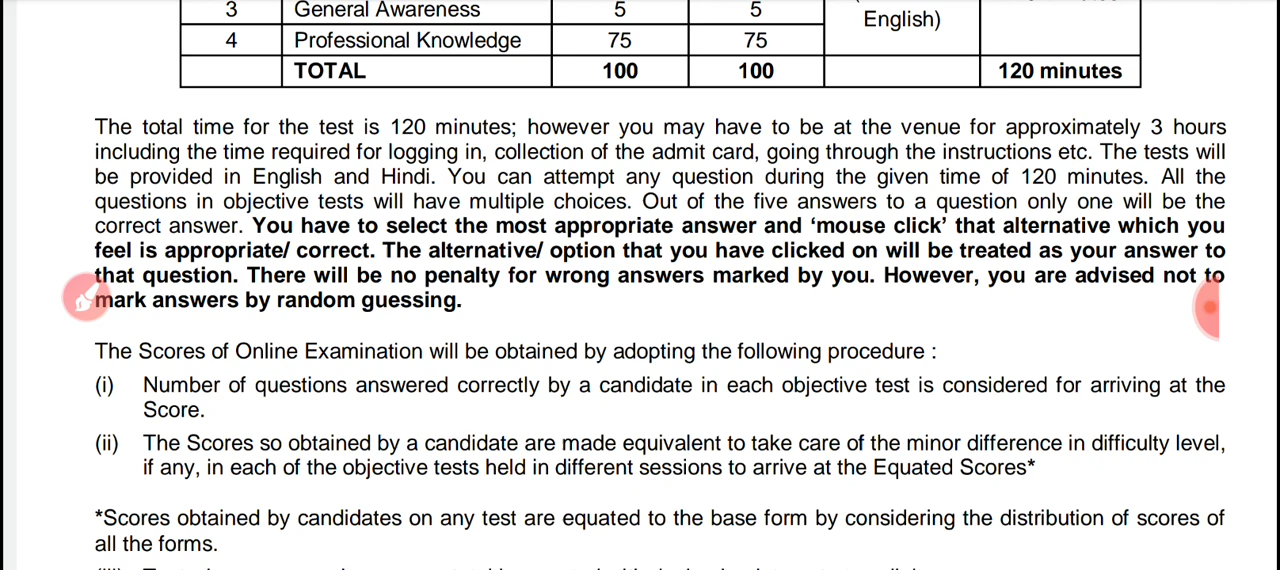 3 General Awareness 5 5
English)
4 Professional Knowledge 75 75
TOTAL 100 100 120 minutes
The total time for the test is 120 minutes; however you may have to be at the venue for approximately 3 hours
including the time required for logging in, collection of the admit card, going through the instructions etc. The tests will
be provided in English and Hindi. You can attempt any question during the given time of 120 minutes. All the
questions in objective tests will have multiple choices. Out of the five answers to a question only one will be the
correct answer. You have to select the most appropriate answer and ‘mouse click’ that alternative which you
feel is appropriate/ correct. The alternative/ option that you have clicked on will be treated as your answer to
that question. There will be no penalty for wrong answers marked by you. However, you are advised not to
mark answers by random guessing.
The Scores of Online Examination will be obtained by adopting the following procedure :
(i) Number of questions answered correctly by a candidate in each objective test is considered for arriving at the
Score.
(ii) The Scores so obtained by a candidate are made equivalent to take care of the minor difference in difficulty level,
if any, in each of the objective tests held in different sessions to arrive at the Equated Scores*
*Scores obtained by candidates on any test are equated to the base form by considering the distribution of scores of
all the forms.